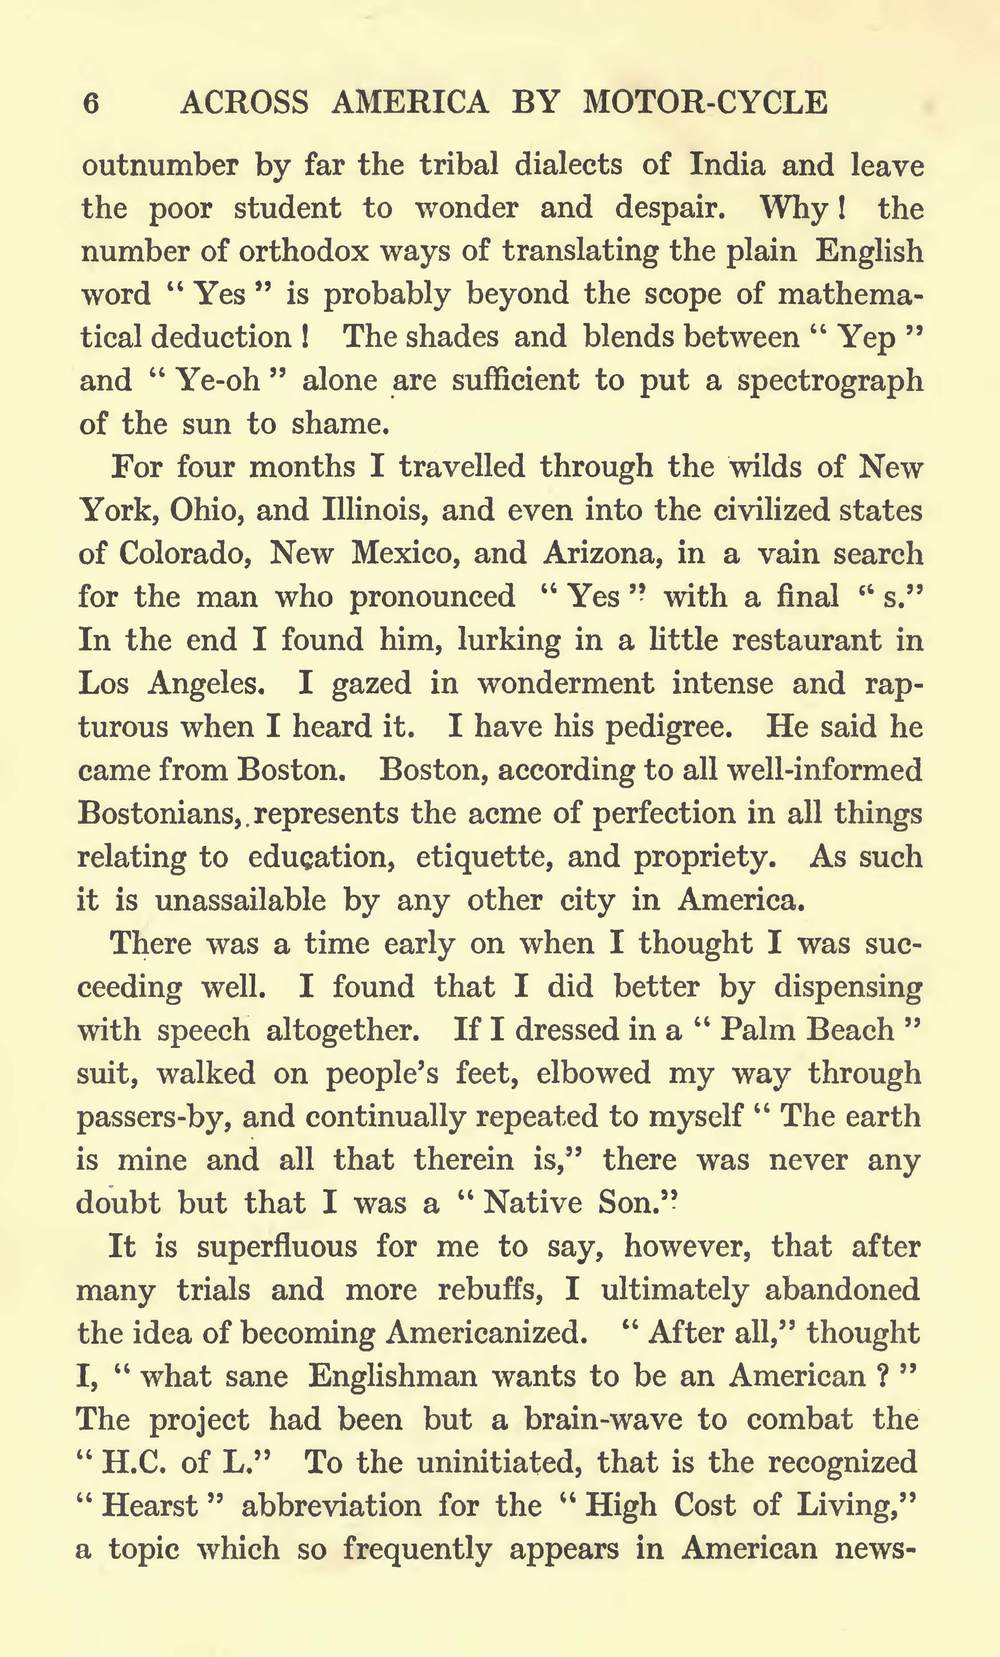 6 ACROSS AMERICA BY MOTOR-CYCLE
outnumber by far the tribal dialects of India and leave
the poor student to wonder and despair. Why! the
number of orthodox ways of translating the plain English
word “ Yes ” is probably beyond the scope of mathema-
tical deduction ! The shades and blends between “ Yep ”
and “ Ye-oh ” alone are sufficient to put a spectrograph
of the sun to shame.
For four months I travelled through the wilds of New
York, Ohio, and Illinois, and even into the civilized states
of Colorado, New Mexico, and Arizona, in a vain search
for the man who pronounced “ Yes ” with a final “ s.”
In the end I found him, lurking in a little restaurant in
Los Angeles. I gazed in wonderment intense and rap-
turous when I heard it. I have his pedigree. He said he
came from Boston. Boston, according to all well-informed
Bostonians, represents the acme of perfection in all things
relating to education, etiquette, and propriety. As such
it is unassailable by any other city in America.
There was a time early on when I thought I was suc-
ceeding well. I found that I did better by dispensing
with speech altogether. If I dressed in a “ Palm Beach ”
suit, walked on people’s feet, elbowed my way through
passers-by, and continually repeated to myself “ The earth
is mine and all that therein is,” there was never any
doubt but that I was a “ Native Son.”
It is superfluous for me to say, however, that after
many trials and more rebuffs, I ultimately abandoned
the idea of becoming Americanized. “ After all,” thought
I, “ what sane Englishman wants to be an American ? ”
The project had been but a brain-wave to combat the
“ H.C. of L.” To the uninitiated, that is the recognized
“ Hearst ” abbreviation for the “ High Cost of Living,”
a topic which so frequently appears in American news-